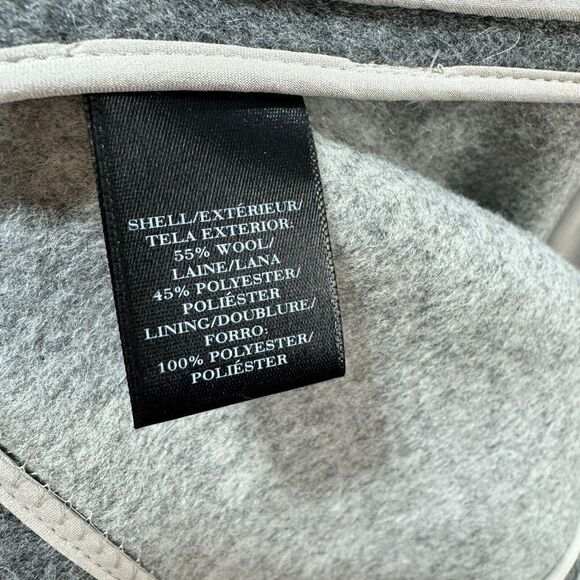 SHELL/EXTÉRIEUR/
TELA EXTERIOR:
55% WOOL/
LAINE/LANA
45% POLYESTER/
POLIÉSTER
LINING/DOUBLURE/
FORRO:
100% POLYESTER/
POLIÉSTER